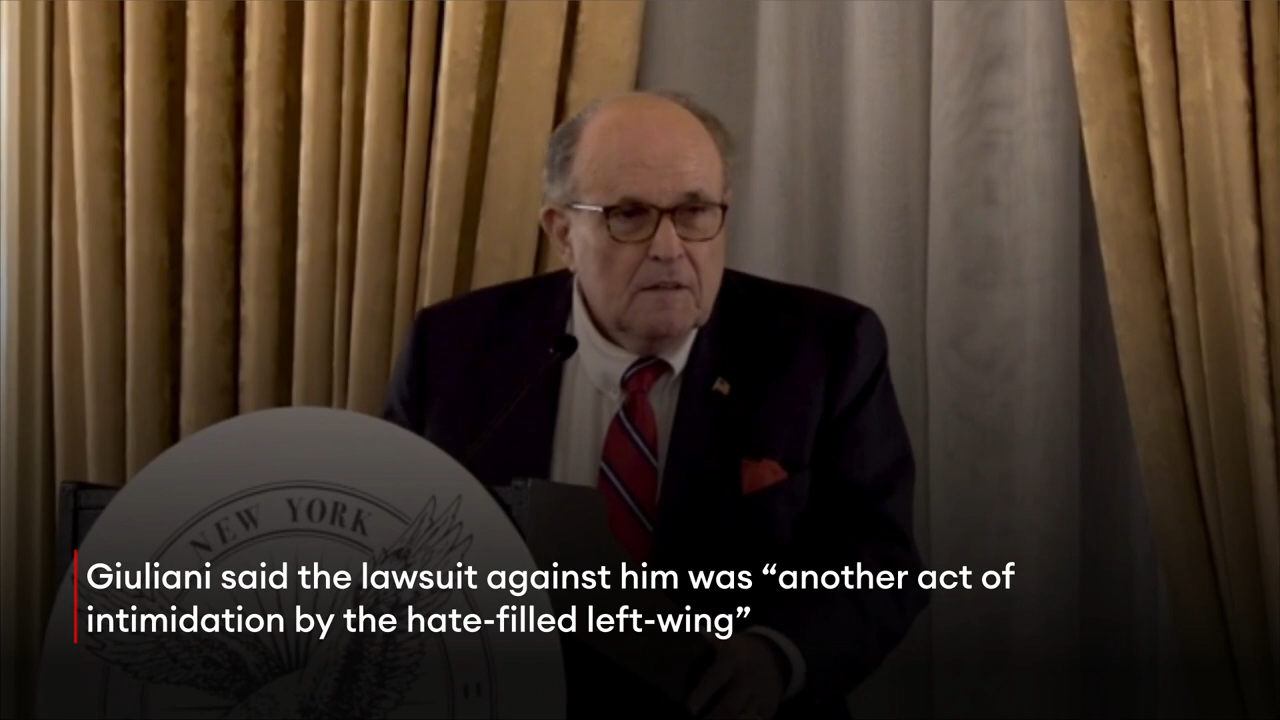 NEW YORK
Giuliani said the lawsuit against him was “another act of
intimidation by the hate-filled left-wing”